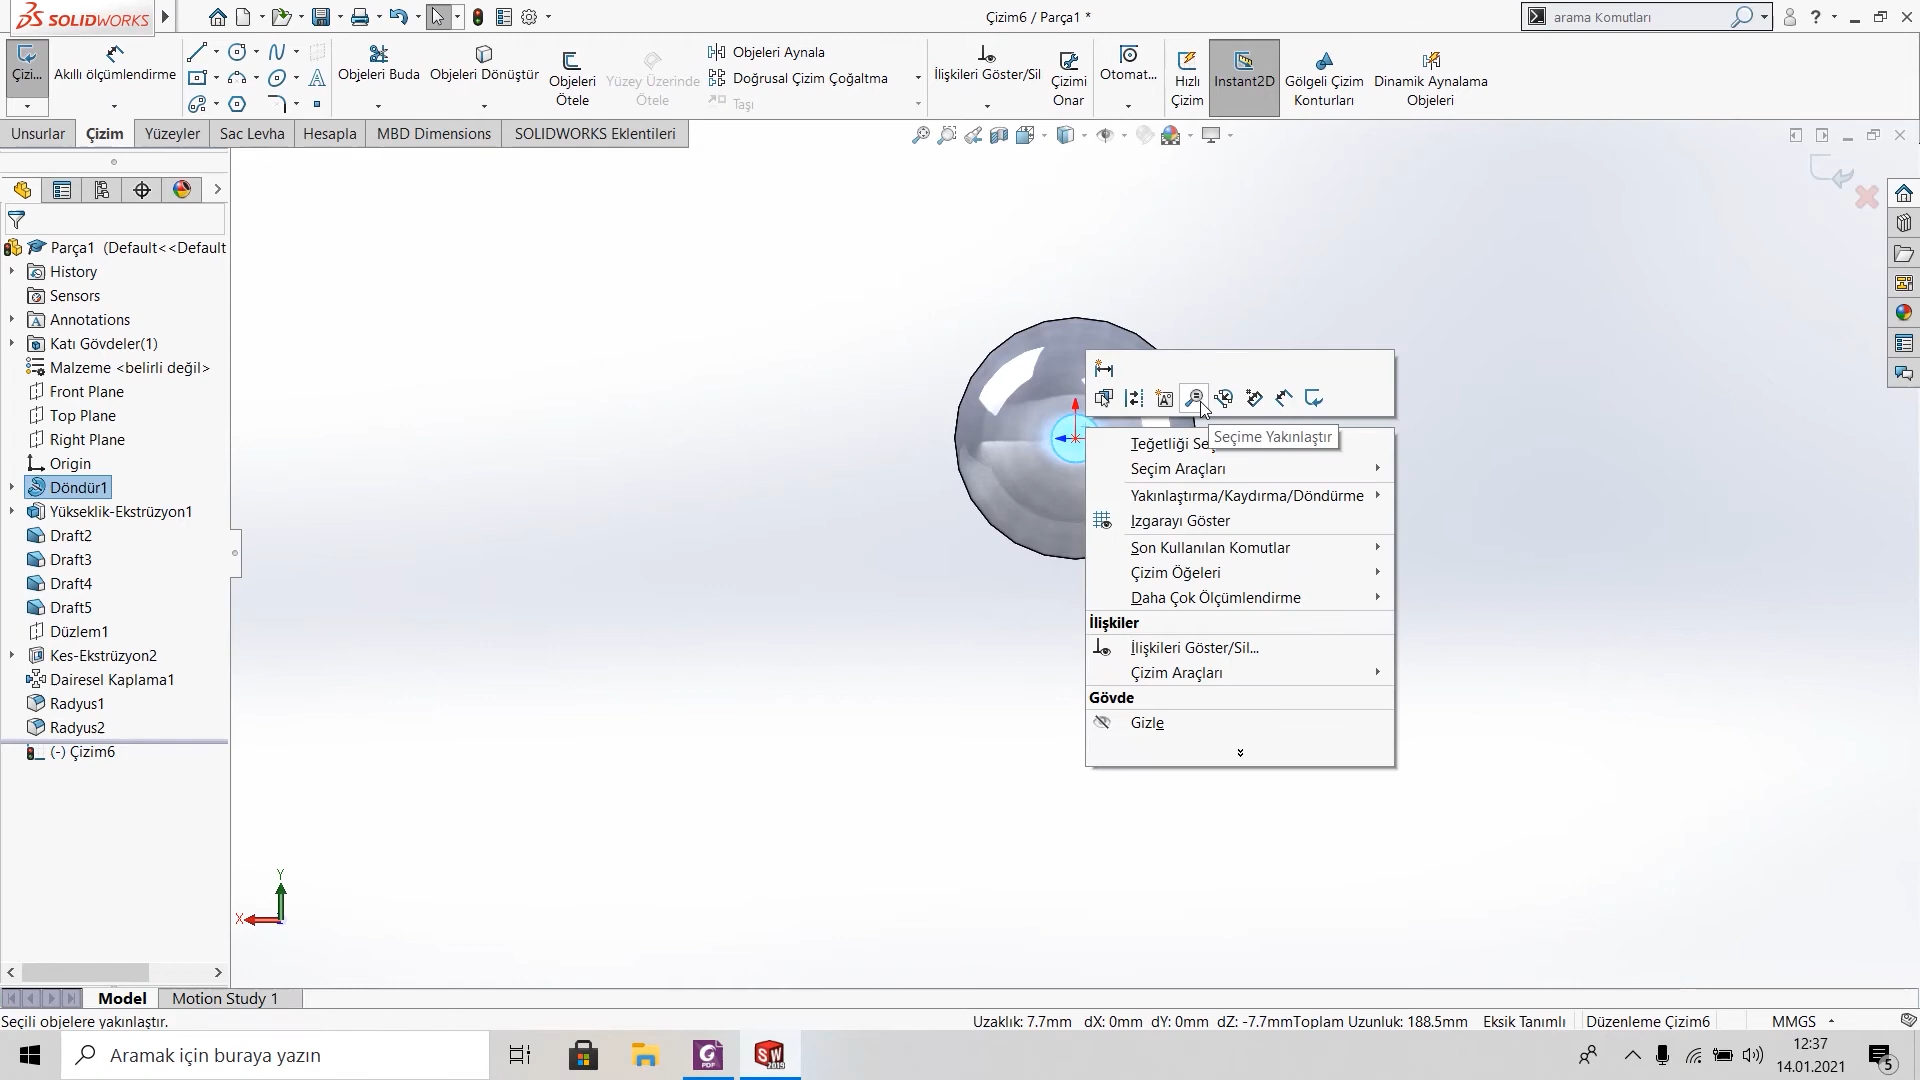 SOLIDWORKS
Çizim6 / Parça1 *
arama Komutları
Çizi...
Akıllı ölçümlendirme
Objeleri Buda
Objeleri Dönüştür
Objeleri Ötele
Yüzey Üzerinde Ötele
Objeleri Aynala
Doğrusal Çizim Çoğaltma
Taşı
İlişkileri Göster/Sil
Çizimi Onar
Otomat...
Hızlı Çizim
Instant2D
Gölgeli Çizim Konturları
Dinamik Aynalama Objeleri
Unsurlar
Çizim
Yüzeyler
Sac Levha
Hesapla
MBD Dimensions
SOLIDWORKS Eklentileri
Parça1 (Default<<Default
History
Sensors
Annotations
Katı Gövdeler(1)
Malzeme <belirli değil>
Front Plane
Top Plane
Right Plane
Origin
Döndür1
Yükseklik-Ekstrüzyon1
Draft2
Draft3
Draft4
Draft5
Düzlem1
Kes-Ekstrüzyon2
Dairesel Kaplama1
Radyus1
Radyus2
(-) Çizim6
Teğetliği Seç
Seçime Yakınlaştır
Seçim Araçları
Yakınlaştırma/Kaydırma/Döndürme
Izgarayı Göster
Son Kullanılan Komutlar
Çizim Öğeleri
Daha Çok Ölçümlendirme
İlişkiler
İlişkileri Göster/Sil...
Çizim Araçları
Gövde
Gizle
Y
X
Model
Motion Study 1
Seçili objelere yakınlaştır.
Uzaklık: 7.7mm dX: 0mm dY: 0mm dZ: -7.7mmToplam Uzunluk: 188.5mm
Eksik Tanımlı
Düzenleme Çizim6
MMGS
Aramak için buraya yazın
PDF
SW
2019
12:37
14.01.2021
5